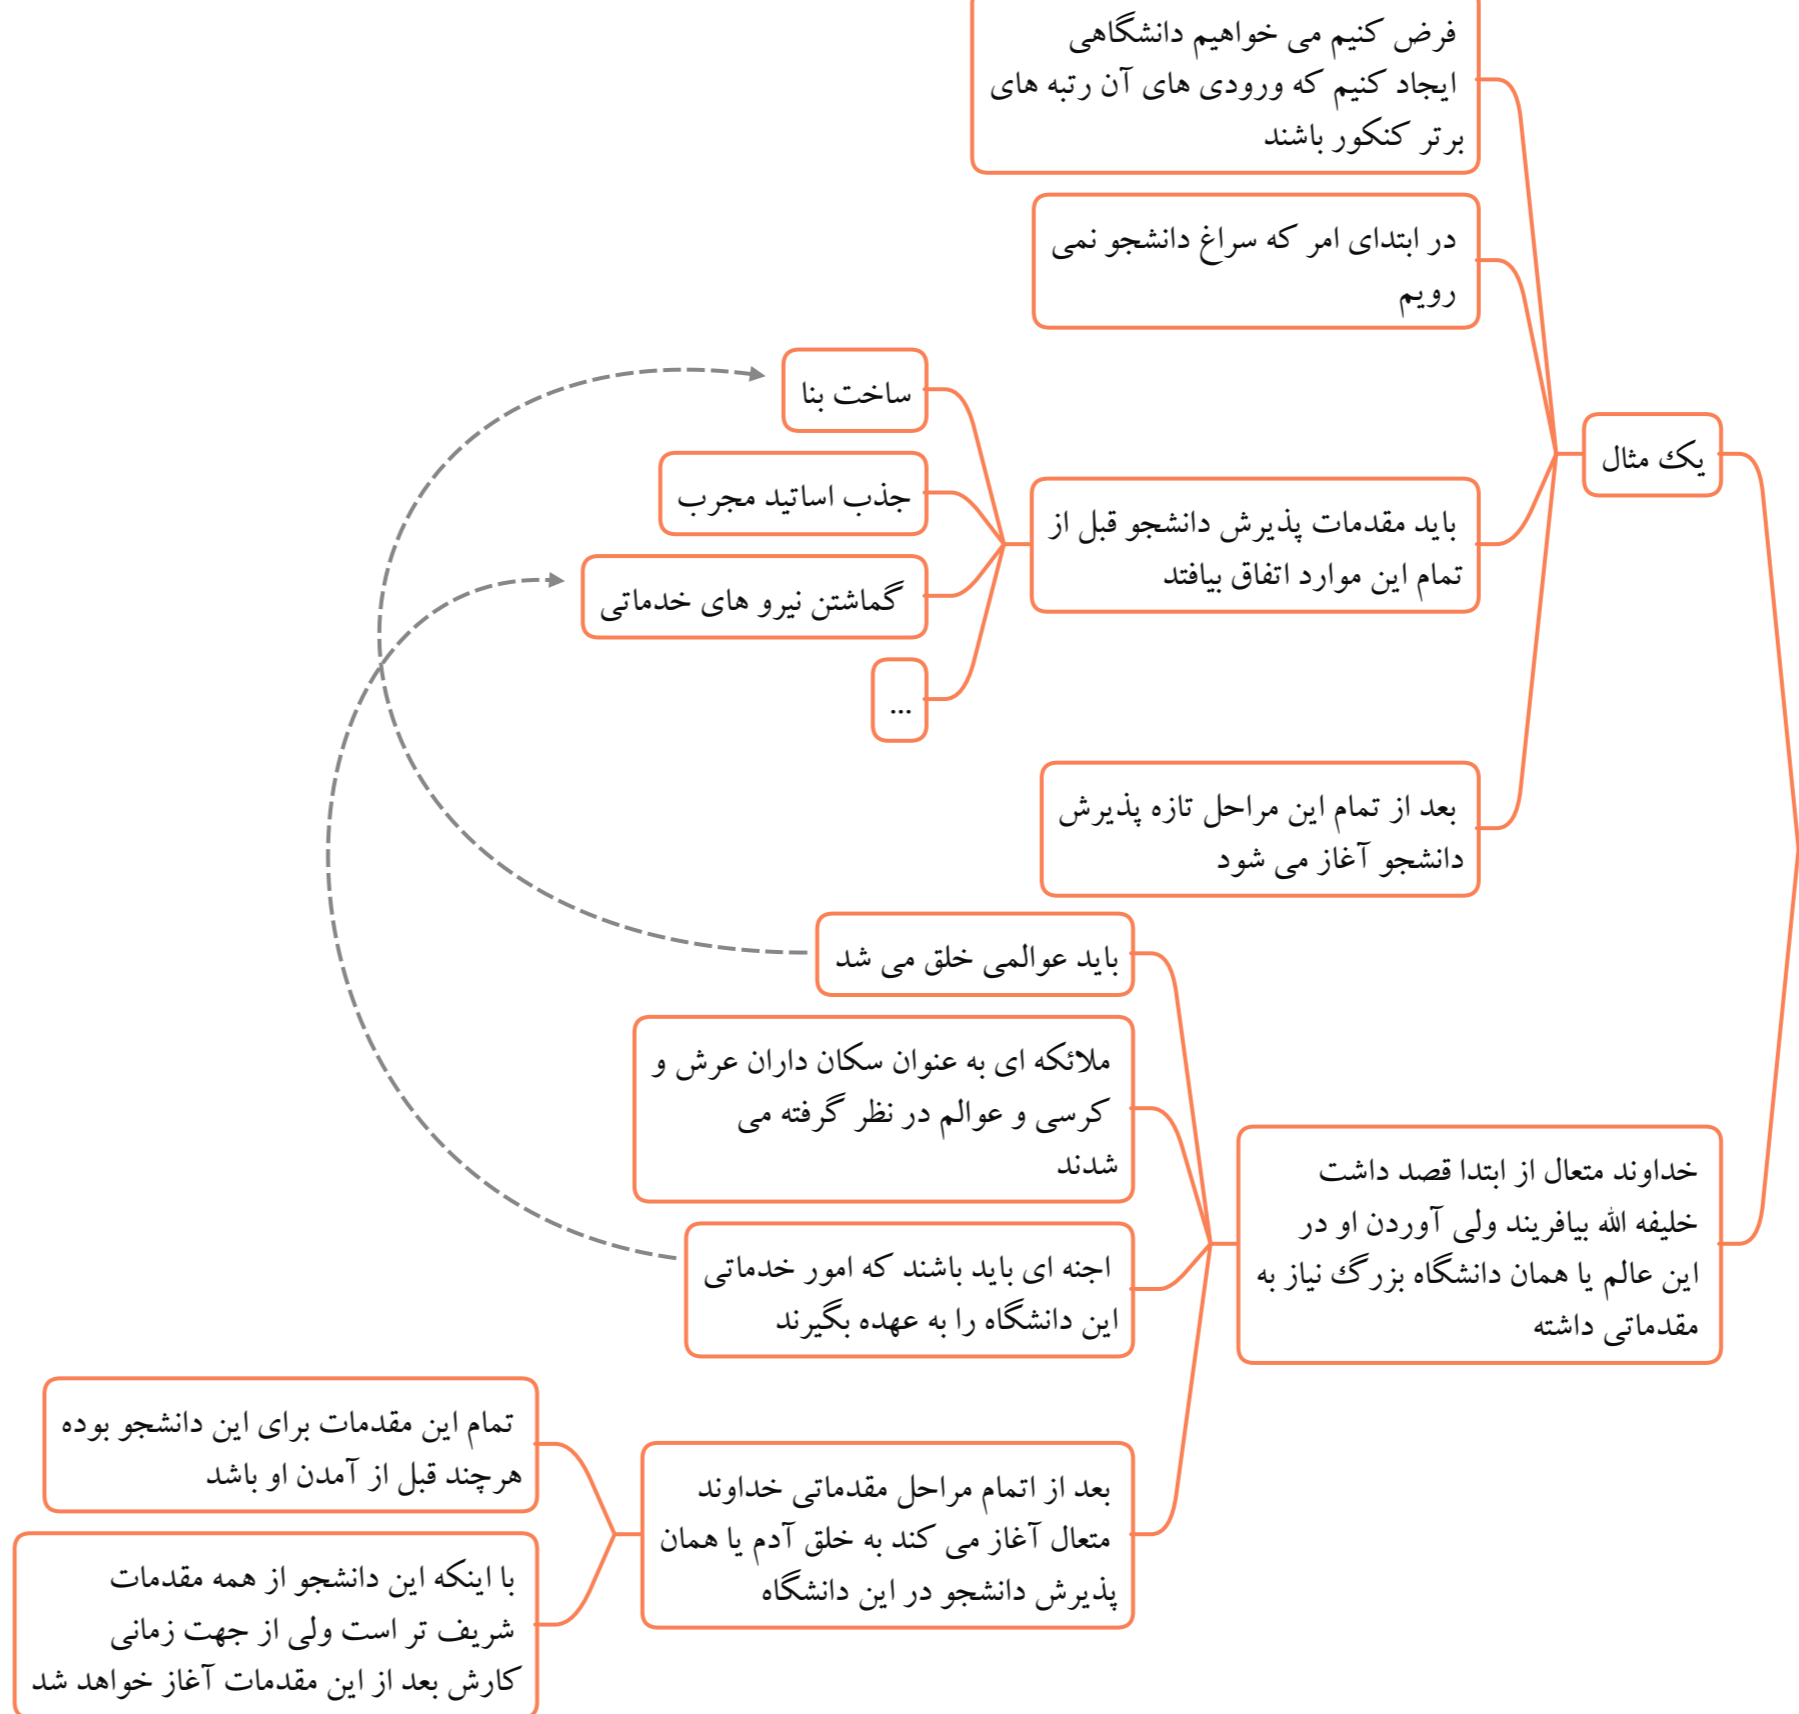 فرض کنیم می خواهیم دانشگاهی
ایجاد کنیم که ورودی های آن رتبه های
برتر کنکور باشند
در ابتدای امر که سراغ دانشجو نمی
رویم
یک مثال
باید مقدمات پذیرش دانشجو قبل از
تمام این موارد اتفاق بیافتد
ساخت بنا
جذب اساتید مجرب
گماشتن نیرو های خدماتی
...
بعد از تمام این مراحل تازه پذیرش
دانشجو آغاز می شود
خداوند متعال از ابتدا قصد داشت
خلیفه الله بیافریند ولی آوردن او در
این عالم یا همان دانشگاه بزرگ نیاز به
مقدماتی داشته
باید عوالمی خلق می شد
ملائکه ای به عنوان سکان داران عرش و
کرسی و عوالم در نظر گرفته می
شدند
اجنه ای باید باشند که امور خدماتی
این دانشگاه را به عهده بگیرند
بعد از اتمام مراحل مقدماتی خداوند
متعال آغاز می کند به خلق آدم یا همان
پذیرش دانشجو در این دانشگاه
تمام این مقدمات برای این دانشجو بوده
هرچند قبل از آمدن او باشد
با اینکه این دانشجو از همه مقدمات
شریف تر است ولی از جهت زمانی
کارش بعد از این مقدمات آغاز خواهد شد